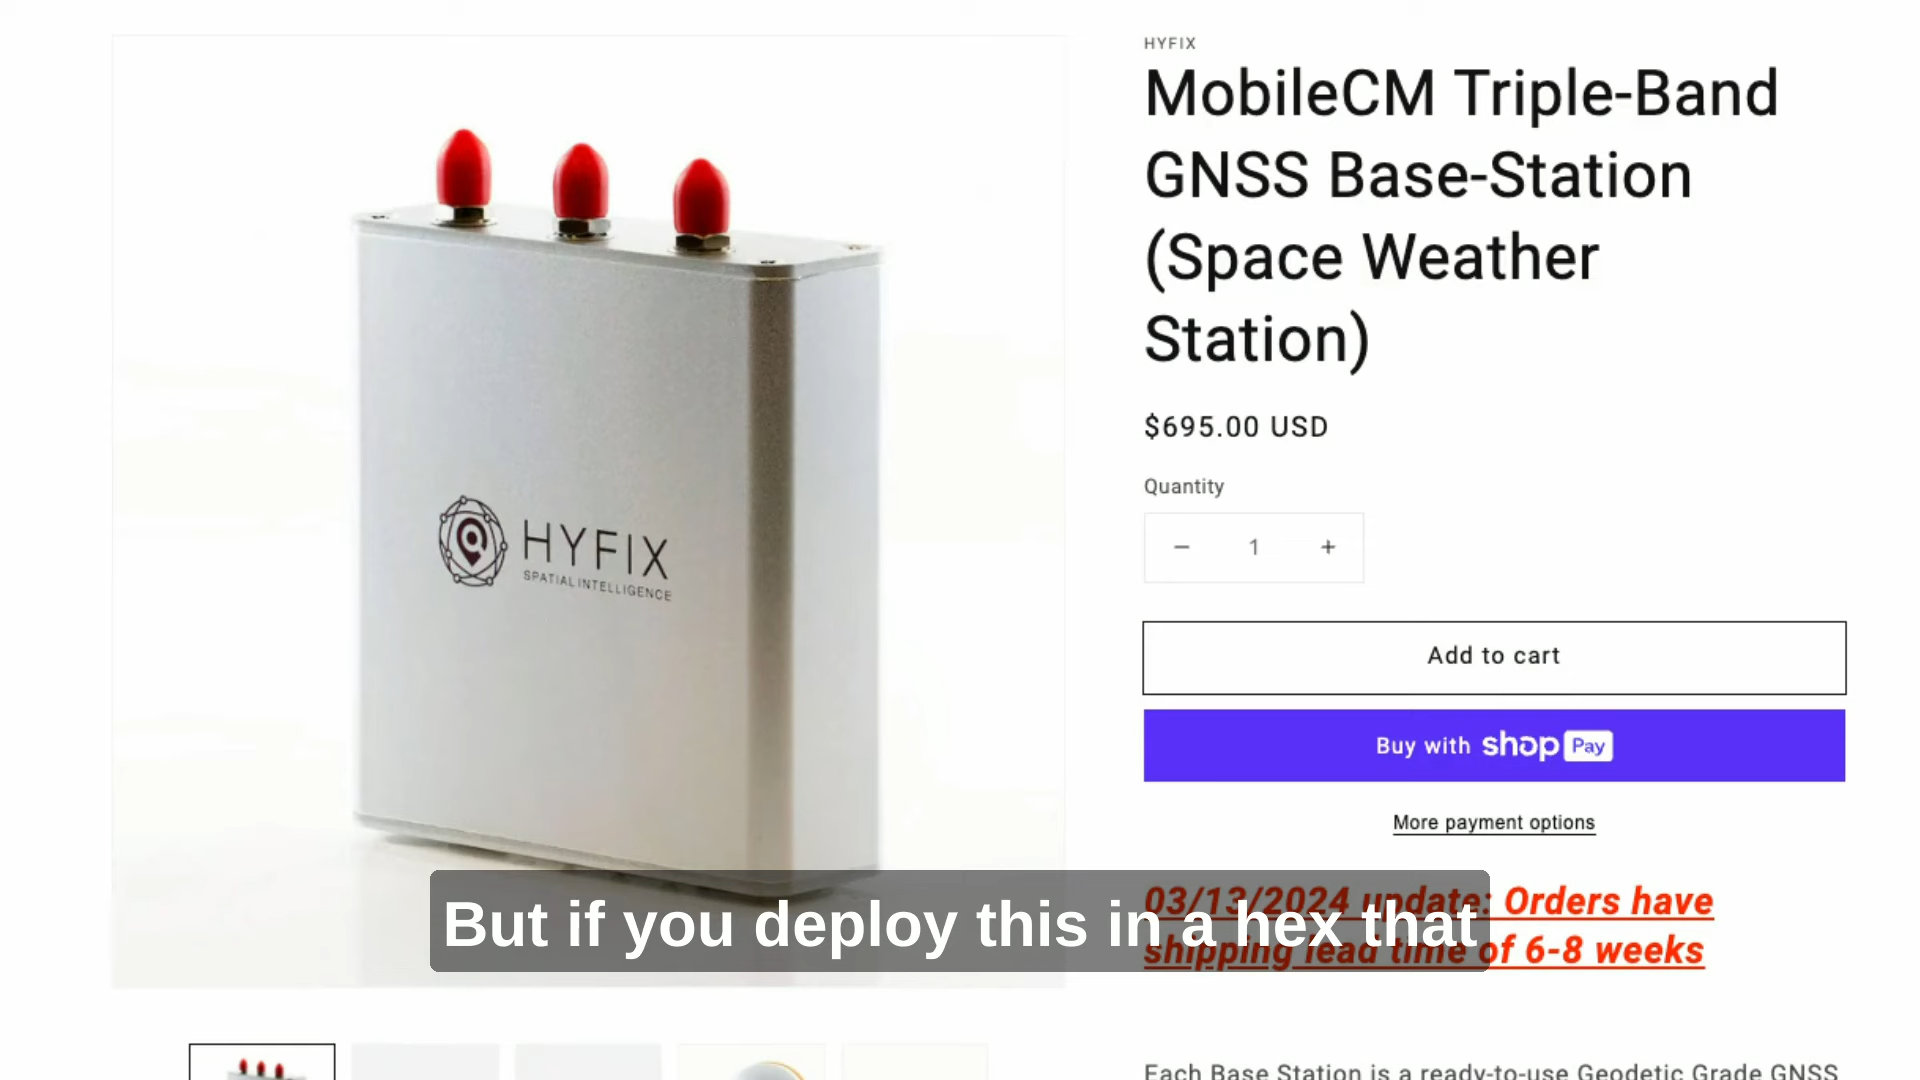 HYFIX
MobileCM Triple-Band
GNSS Base-Station
(Space Weather
Station)
$695.00 USD
Quantity
− 1 +
Add to cart
Buy with shop Pay
More payment options
03/13/2024 update: Orders have
shipping lead time of 6-8 weeks
Each Base Station is a ready-to-use Geodetic Grade GNSS
HYFIX
SPATIAL INTELLIGENCE
But if you deploy this in a hex that